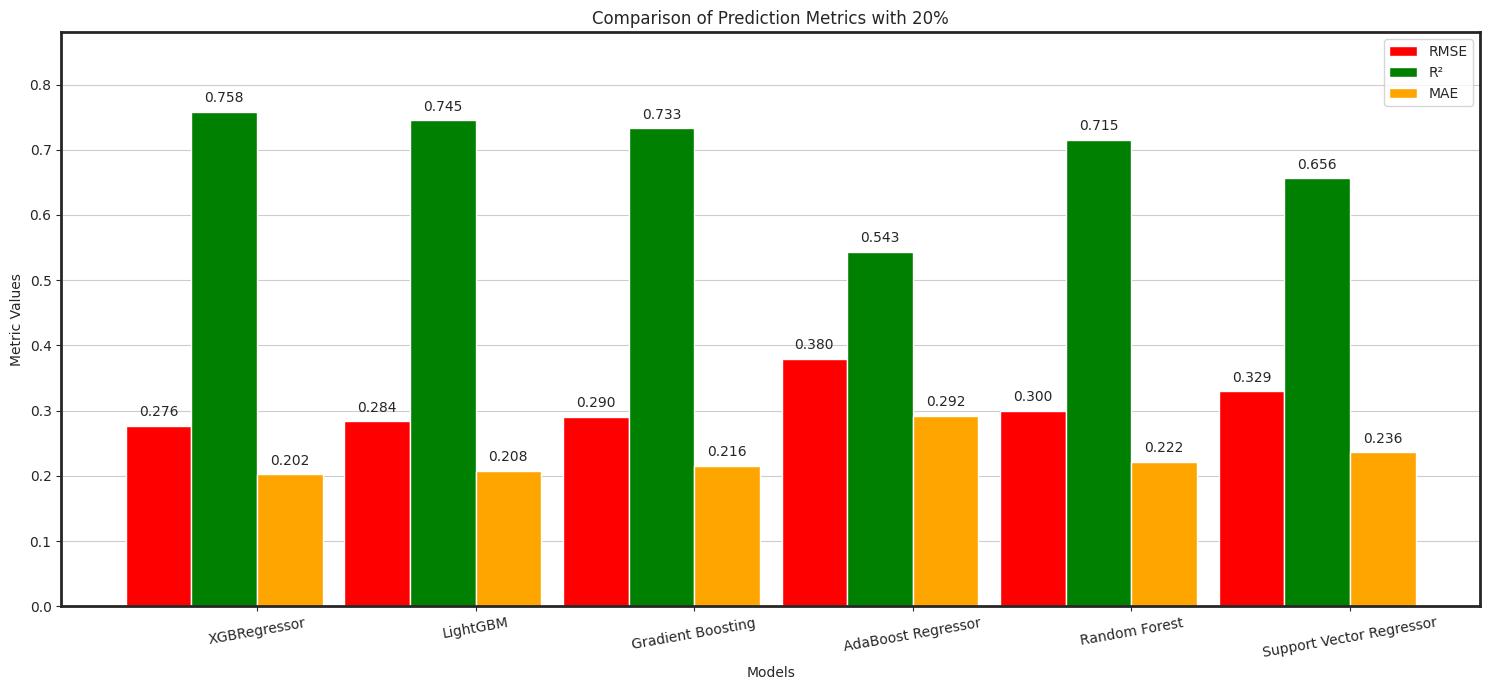 Comparison of Prediction Metrics with 20%
RMSE
R²
MAE
Metric Values
0.8
0.7
0.6
0.5
0.4
0.3
0.2
0.1
0.0
0.276
0.758
0.202
0.284
0.745
0.208
0.290
0.733
0.216
0.380
0.543
0.292
0.300
0.715
0.222
0.329
0.656
0.236
XGBRegressor
LightGBM
Gradient Boosting
AdaBoost Regressor
Random Forest
Support Vector Regressor
Models